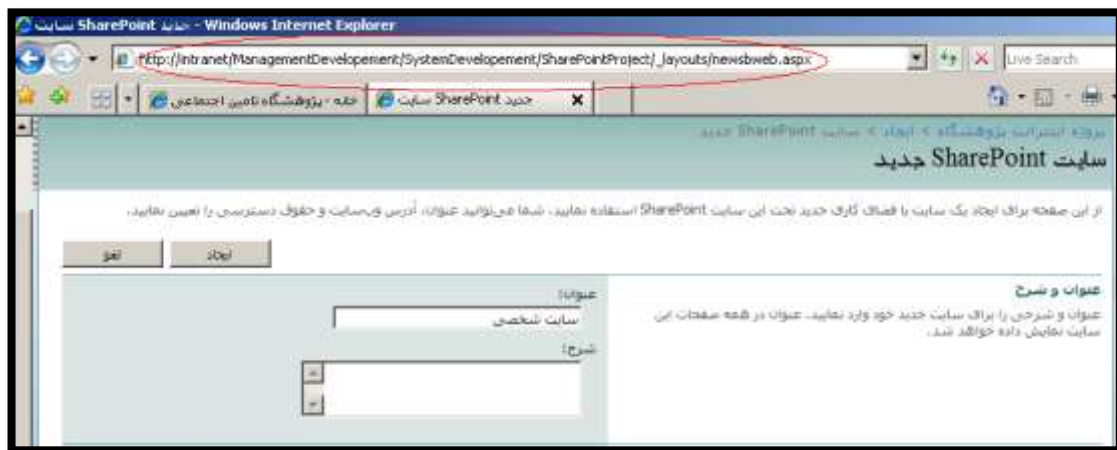 سایت SharePoint جدید - Windows Internet Explorer
http://intranet/ManagementDevelopement/SystemDevelopement/SharePointProject/_layouts/newsbweb.aspx
Live Search
خانه - پژوهشگاه تامین اجتماعی
سایت SharePoint جدید
پروژه اینترانت پژوهشگاه > ایجاد > سایت SharePoint جدید
سایت SharePoint جدید
از این صفحه برای ایجاد یک سایت یا فضای کاری جدید تحت این سایت SharePoint استفاده نمایید. شما می‌توانید عنوان، آدرس وب‌سایت و حقوق دسترسی را تعیین نمایید.
ایجاد
لغو
عنوان و شرح
عنوان و شرحی را برای سایت جدید خود وارد نمایید. عنوان در همه صفحات این
سایت نمایش داده خواهد شد.
عنوان:
سایت شخصی
شرح: